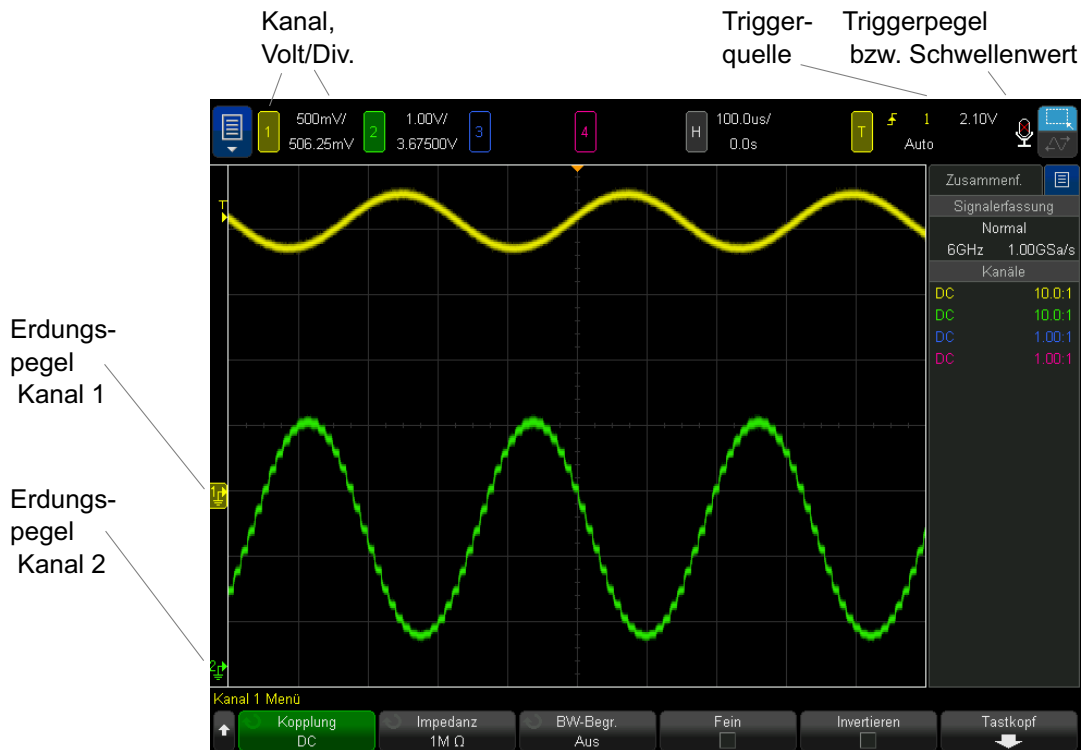 Kanal,
Volt/Div.
Trigger-
quelle
Triggerpegel
bzw. Schwellenwert
1 500mV/ 2 1.00V/ 3 4 H 100.0us/ T 1 2.10V
506.25mV 3.67500V 0.0s Auto
Zusammenf.
Signalerfassung
Normal
6GHz 1.00GSa/s
Kanäle
DC 10.0:1
DC 10.0:1
DC 1.00:1
DC 1.00:1
T
Erdungs-
pegel
Kanal 1
1
Erdungs-
pegel
Kanal 2
2
Kanal 1 Menü
Kopplung
DC
Impedanz
1M Ω
BW-Begr.
Aus
Fein
Invertieren
Tastkopf